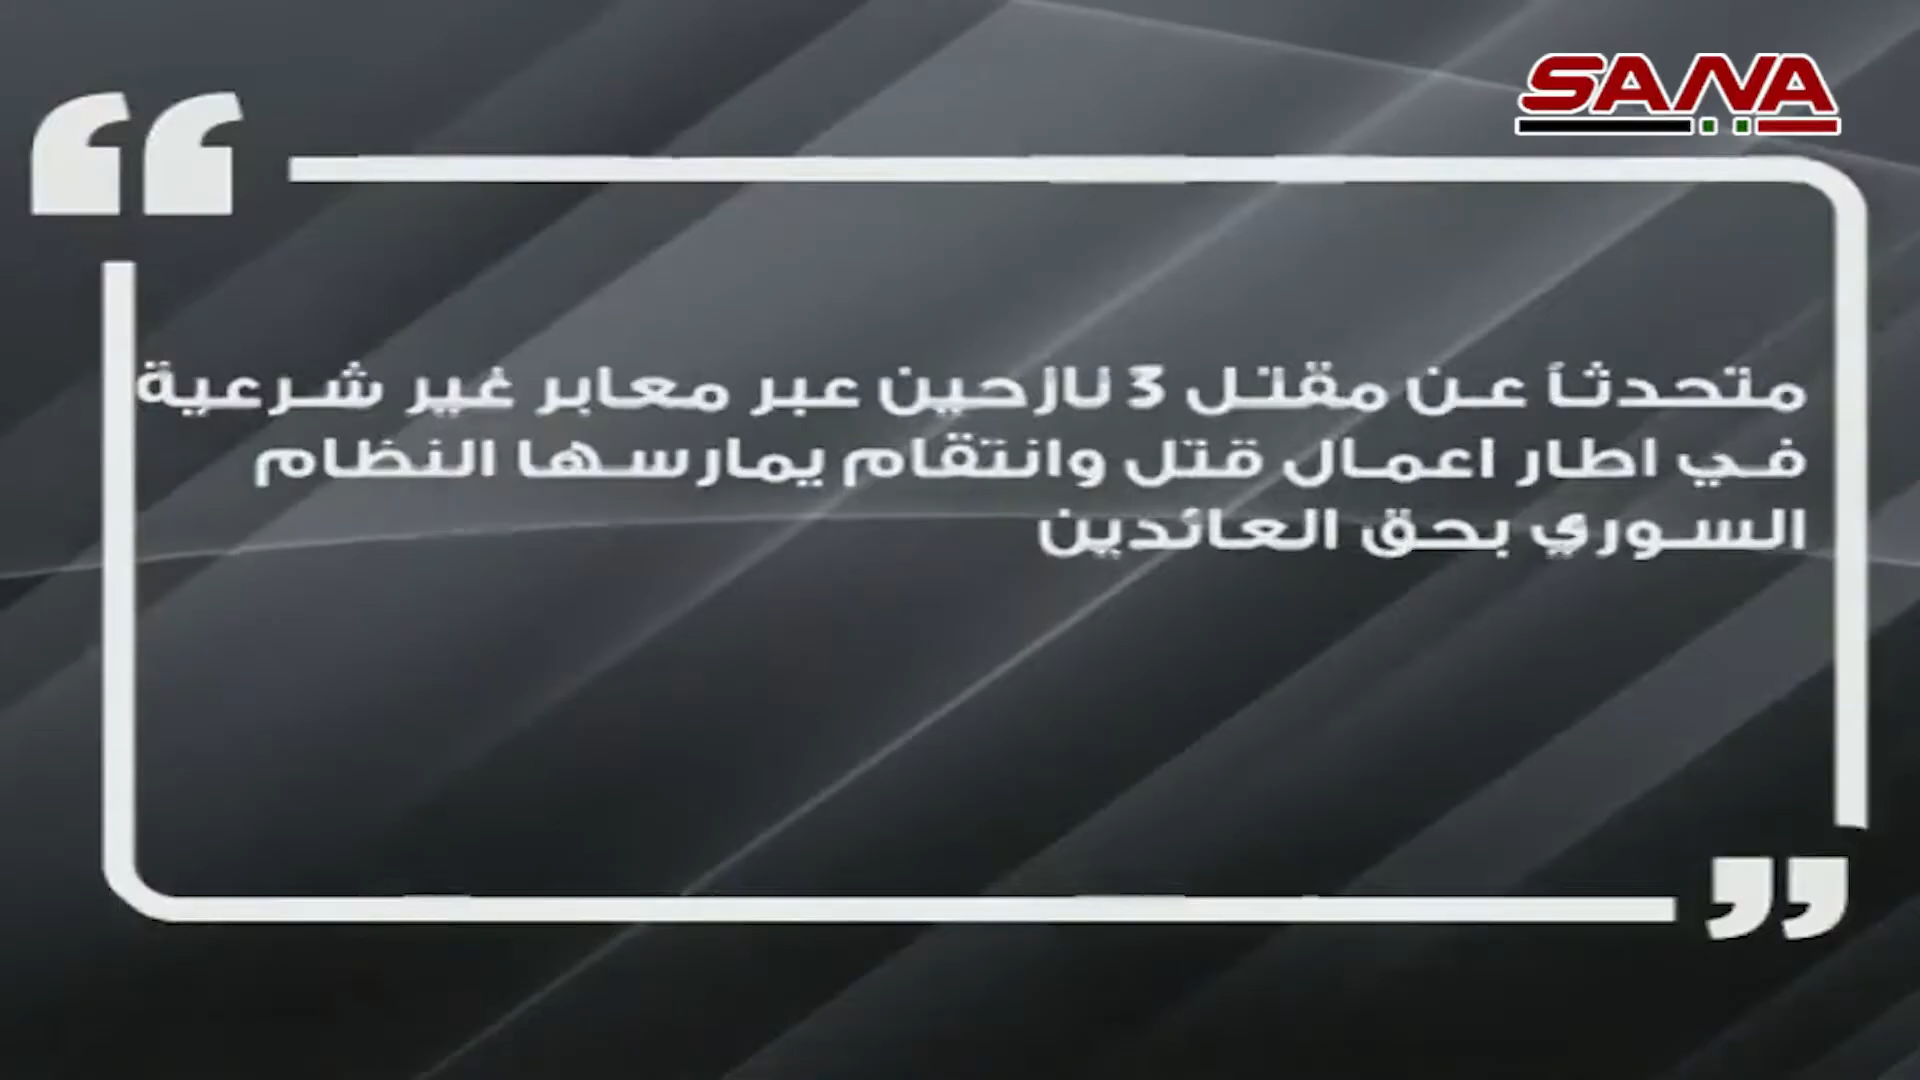 SANA
متحدثاً عن مقتل 3 نازحين عبر معابر غير شرعية
في اطار اعمال قتل وانتقام يمارسها النظام
السوري بحق العائدين